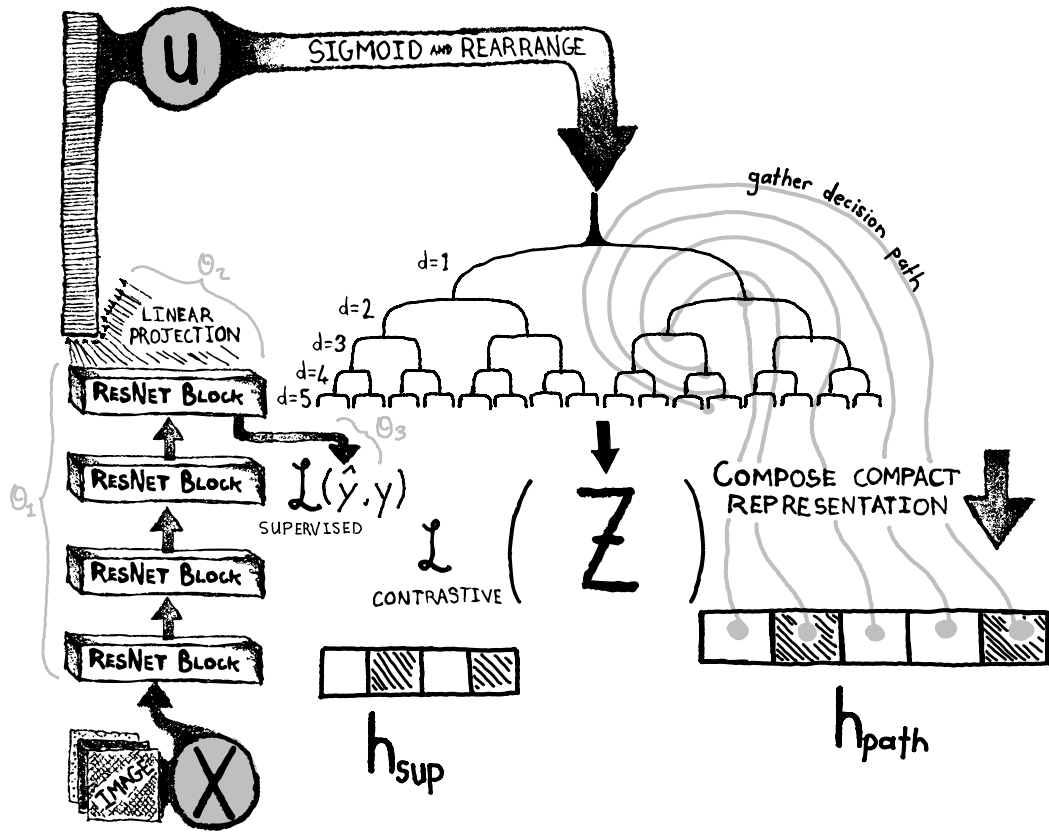 U
SIGMOID AND REARRANGE
gather decision path
d=1
d=2
d=3
d=4
d=5
θ2
LINEAR
PROJECTION
RESNET BLOCK
θ3
RESNET BLOCK
θ1
ℒ(ŷ,y)
SUPERVISED
RESNET BLOCK
RESNET BLOCK
IMAGE
X
ℒ
CONTRASTIVE
( Z )
COMPOSE COMPACT
REPRESENTATION
hsup
hpath